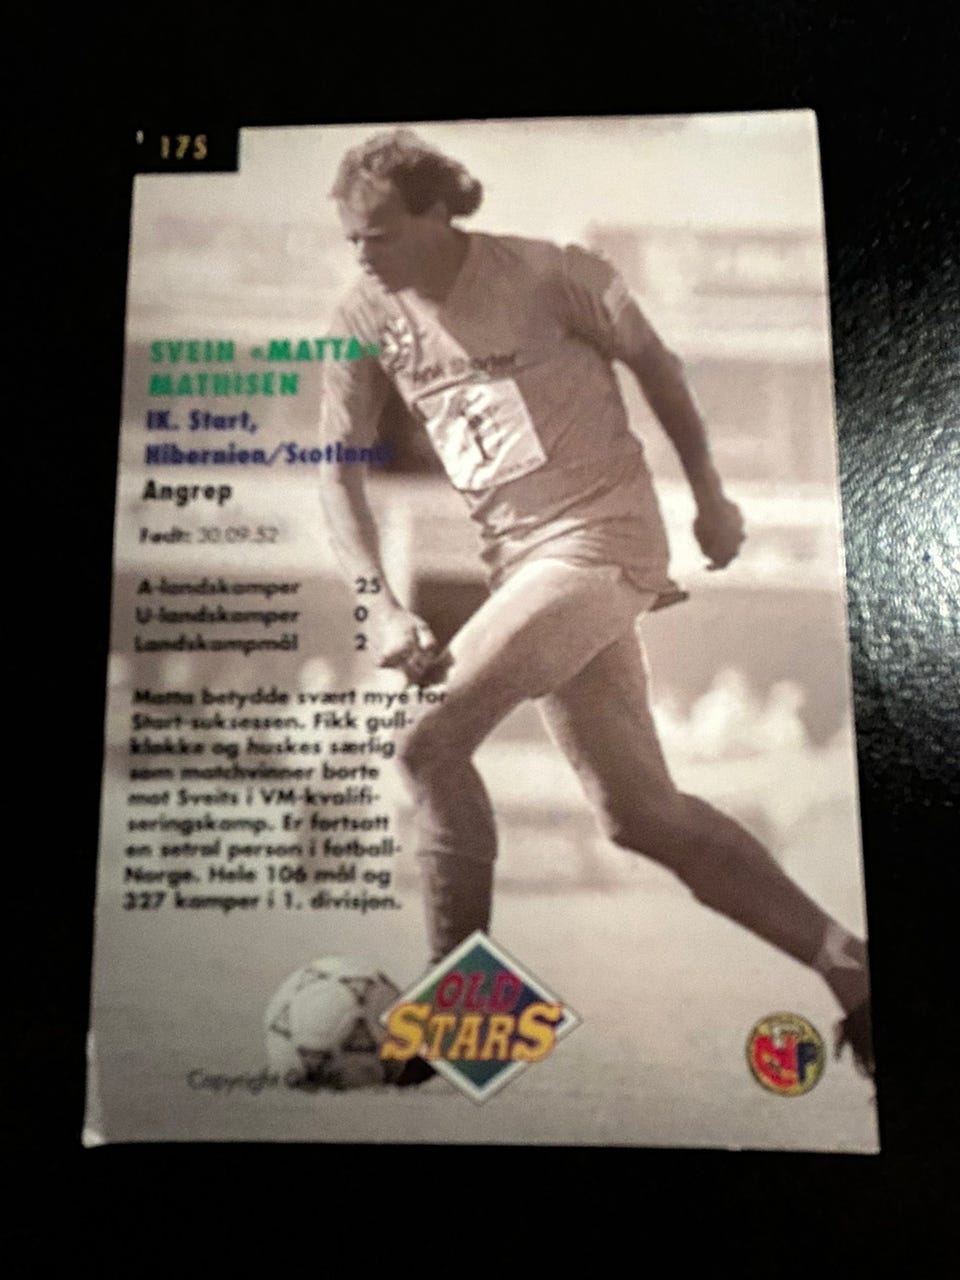 175
SVEIN «MATTA»
MATHISEN
IK. Start,
Hibernien/Scotland
Angrep
Født: 30.09.52
A-landskamper 25
U-landskamper 0
Landskampmål 2
Matta betydde svært mye for
Start-suksessen. Fikk gull-
klokke og huskes særlig
som matchvinner borte
mot Sveits i VM-kvalifi-
seringskamp. Er fortsatt
en setral person i fotball-
Norge. Hele 106 mål og
327 kamper i 1. divisjon.
OLD
STARS
Copyright